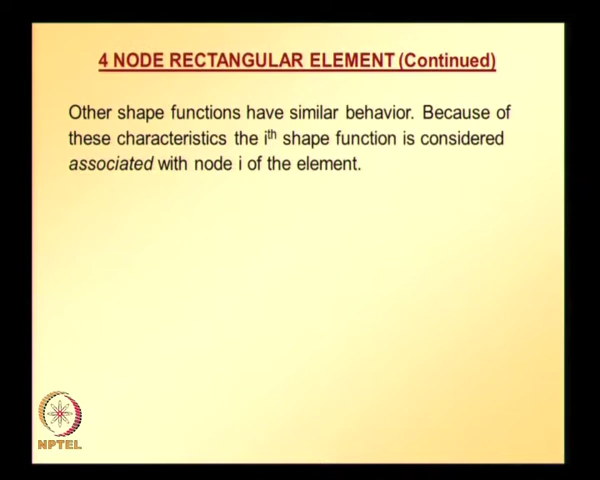 4 NODE RECTANGULAR ELEMENT (Continued)
Other shape functions have similar behavior. Because of
these characteristics the ith shape function is considered
associated with node i of the element.
NPTEL